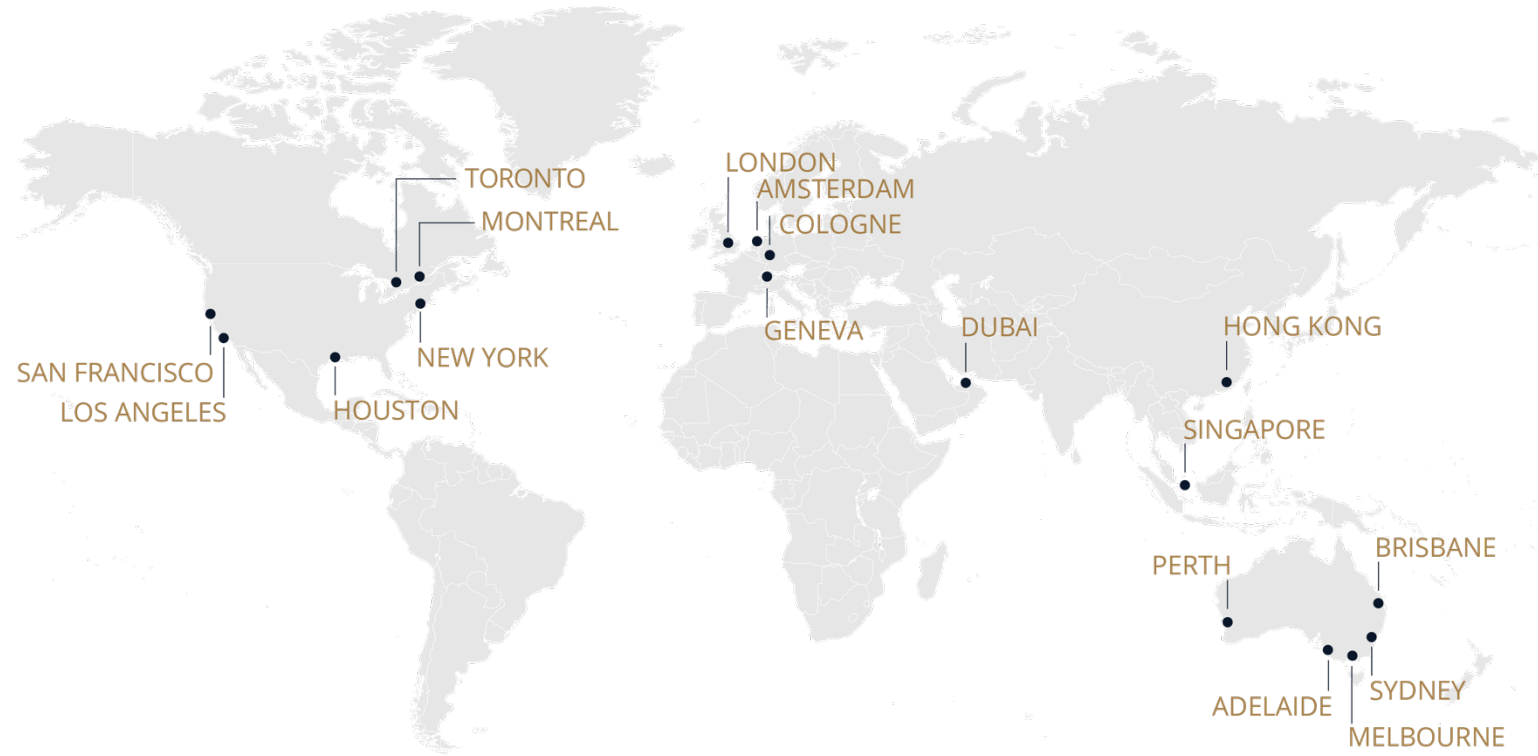 LONDON
TORONTO
AMSTERDAM
MONTREAL
COLOGNE
GENEVA
DUBAI
HONG KONG
NEW YORK
SAN FRANCISCO
LOS ANGELES
HOUSTON
SINGAPORE
BRISBANE
PERTH
SYDNEY
ADELAIDE
MELBOURNE